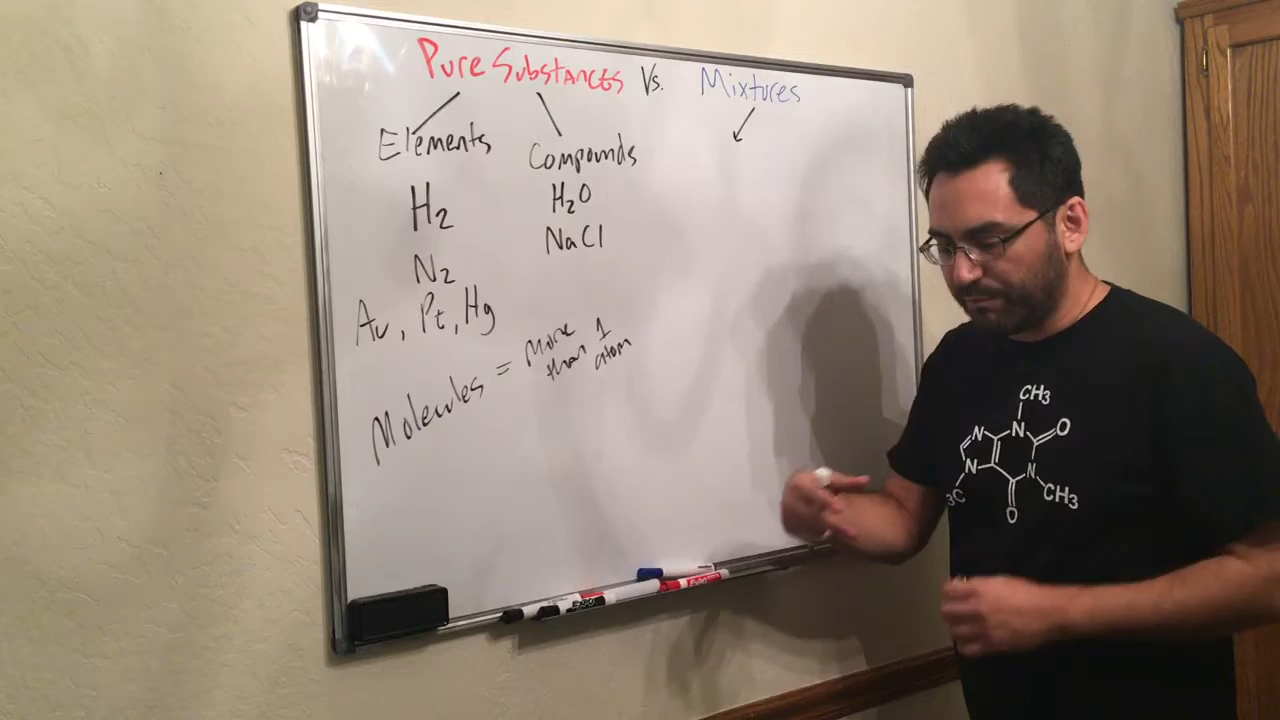 Pure Substances Vs. Mixtures
Elements
Compounds
H2
H2O
NaCl
N2
Au, Pt, Hg
Molecules = More than 1 atom
EXPO
EXPO
CH3
N
N
O
N
N
3C
CH3
O